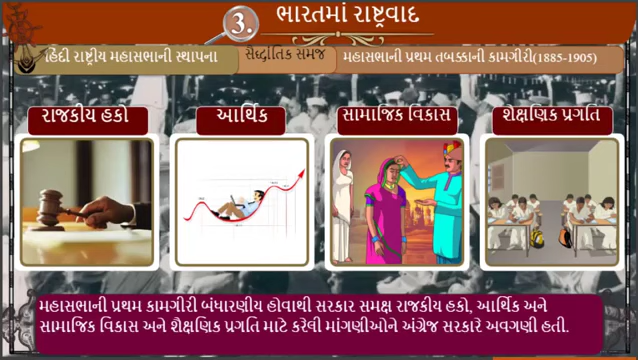 3.
ભારતમાં રાષ્ટ્રવાદ
હિંદી રાષ્ટ્રીય મહાસભાની સ્થાપના
સૈદ્ધાંતિક સમજ
મહાસભાની પ્રથમ તબક્કાની કામગીરી(1885-1905)
રાજકીય હકો
આર્થિક
સામાજિક વિકાસ
શૈક્ષણિક પ્રગતિ
મહાસભાની પ્રથમ કામગીરી બંધારણીય હોવાથી સરકાર સમક્ષ રાજકીય હકો, આર્થિક અને
સામાજિક વિકાસ અને શૈક્ષણિક પ્રગતિ માટે કરેલી માંગણીઓને અંગ્રેજ સરકારે અવગણી હતી.